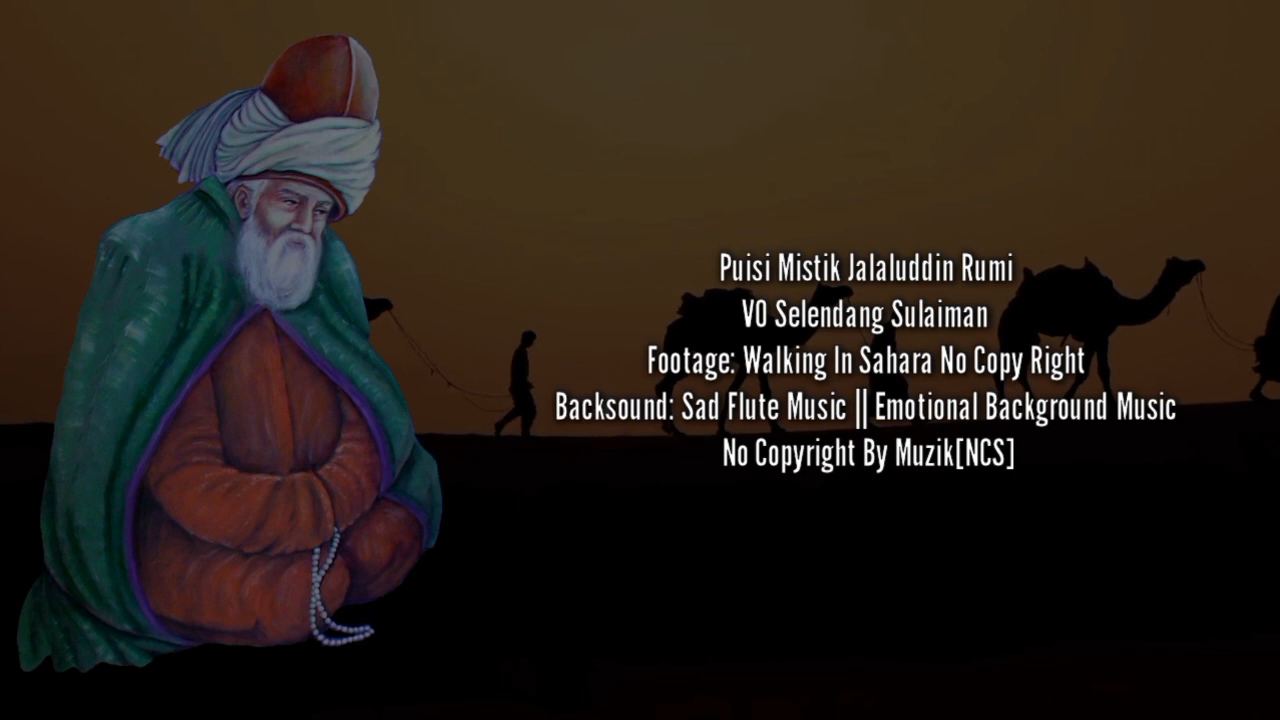 Puisi Mistik Jalaluddin Rumi
VO Selendang Sulaiman
Footage: Walking In Sahara No Copy Right
Backsound: Sad Flute Music || Emotional Background Music
No Copyright By Muzik[NCS]